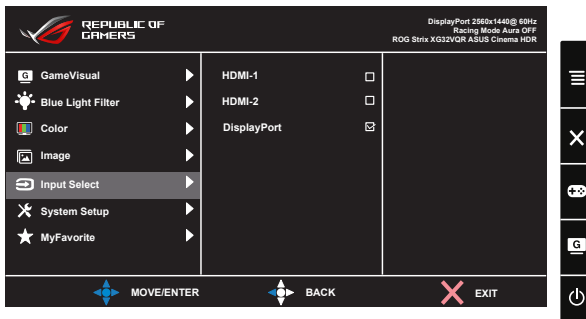 REPUBLIC OF
GAMERS
DisplayPort 2560x1440@ 60Hz
Racing Mode Aura OFF
ROG Strix XG32VQR ASUS Cinema HDR
G GameVisual
Blue Light Filter
Color
Image
Input Select
System Setup
MyFavorite
HDMI-1
HDMI-2
DisplayPort
MOVE/ENTER
BACK
EXIT
G